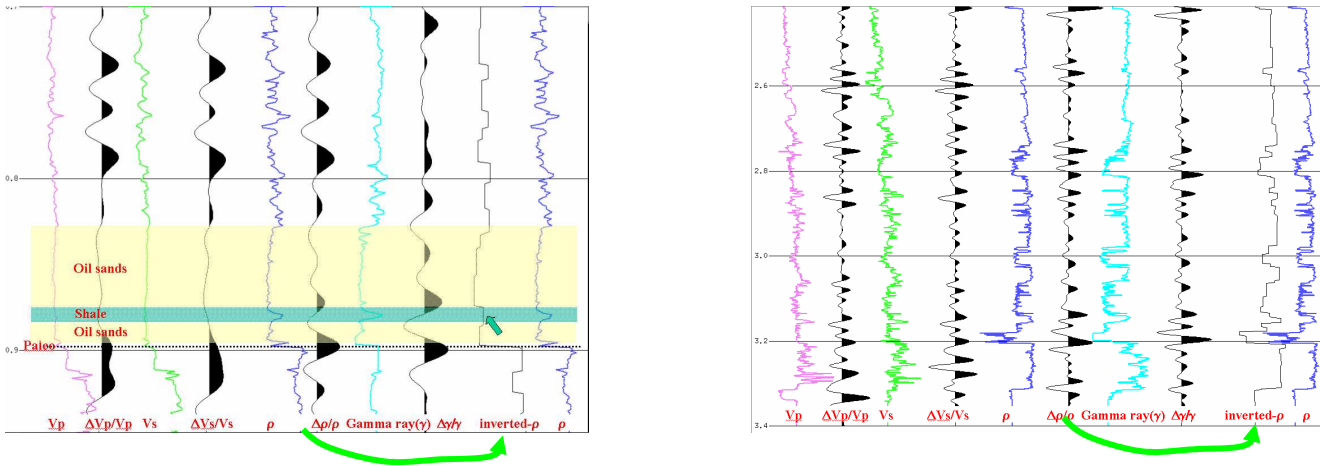 0.7
0.8
Oil sands
Shale
Oil sands
Paleo
0.9
Vp ΔVp/Vp Vs ΔVs/Vs ρ Δρ/ρ Gamma ray(γ) Δγ/γ inverted-ρ ρ
2.6
2.8
3.0
3.2
Vp ΔVp/Vp Vs ΔVs/Vs ρ Δρ/ρ Gamma ray(γ) Δγ/γ inverted-ρ ρ
3.4